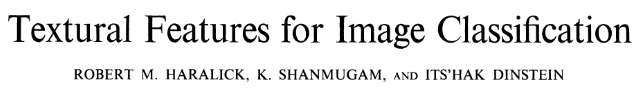 Textural Features for Image Classification
ROBERT M. HARALICK, K. SHANMUGAM, AND ITS'HAK DINSTEIN